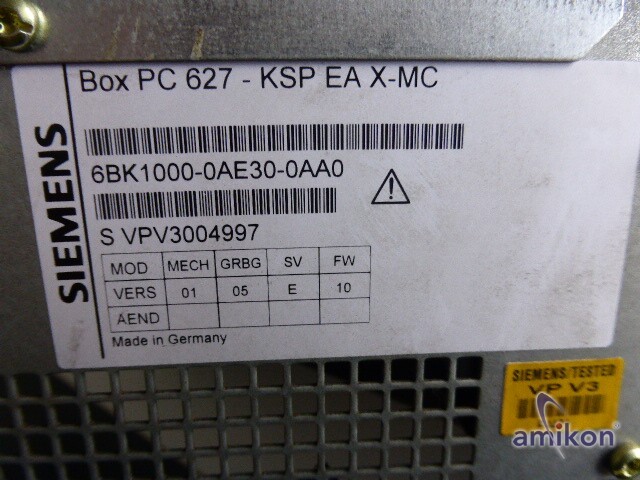 Box PC 627 - KSP EA X-MC
6BK1000-0AE30-0AA0
S VPV3004997
SIEMENS
MOD MECH GRBG SV FW
VERS 01 05 E 10
AEND
Made in Germany
SIEMENS/TESTED
VP V3
amikon